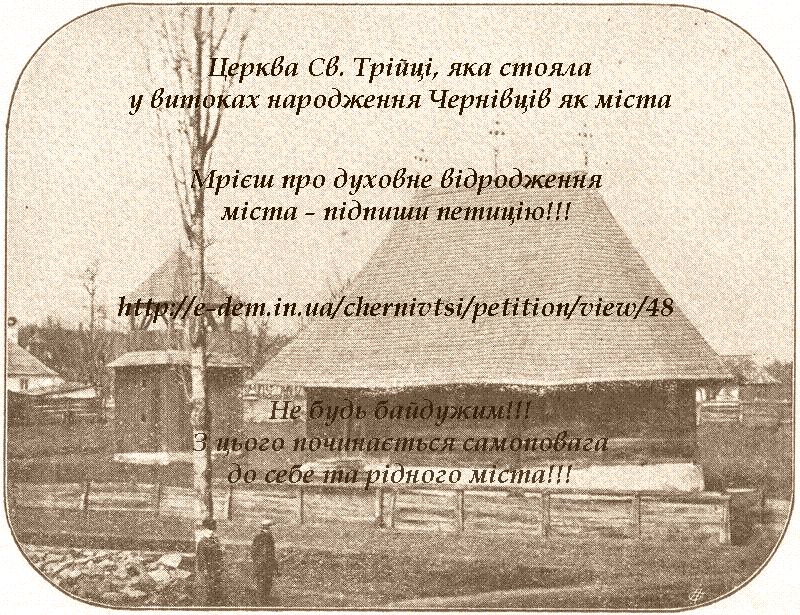 Церква Св. Трійці, яка стояла
у витоках народження Чернівців як міста
Мрієш про духовне відродження
міста – підпиши петицію!!!
http://e-dem.in.ua/chernivtsi/petition/view/48
Не будь байдужим!!!
З цього починається самоповага
до себе та рідного міста!!!